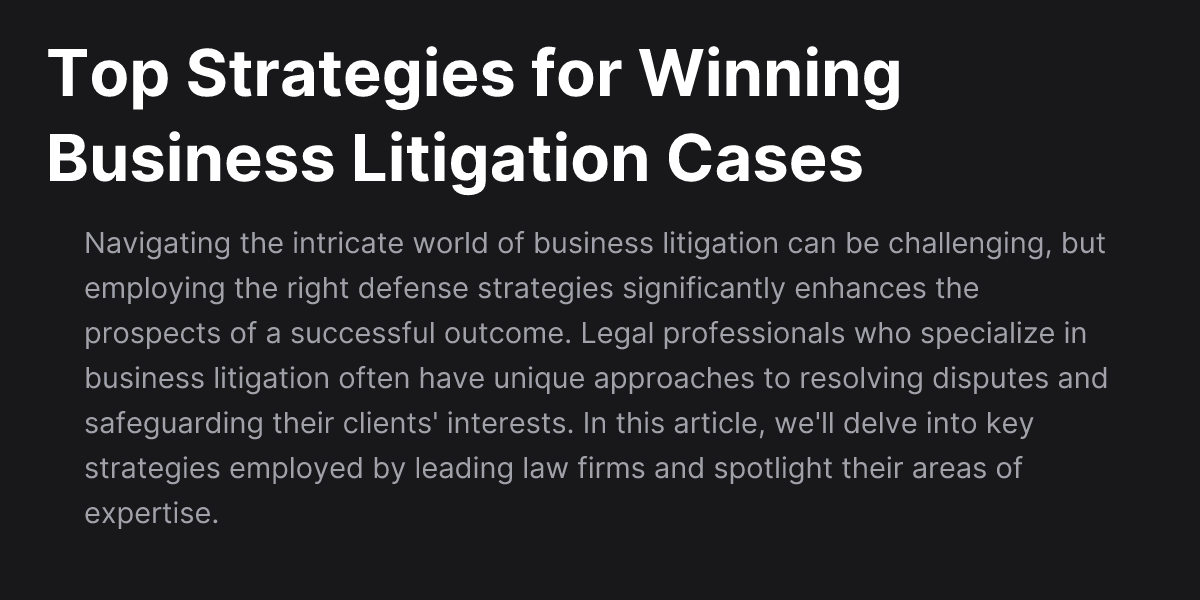 Top Strategies for Winning
Business Litigation Cases
Navigating the intricate world of business litigation can be challenging, but
employing the right defense strategies significantly enhances the
prospects of a successful outcome. Legal professionals who specialize in
business litigation often have unique approaches to resolving disputes and
safeguarding their clients' interests. In this article, we'll delve into key
strategies employed by leading law firms and spotlight their areas of
expertise.